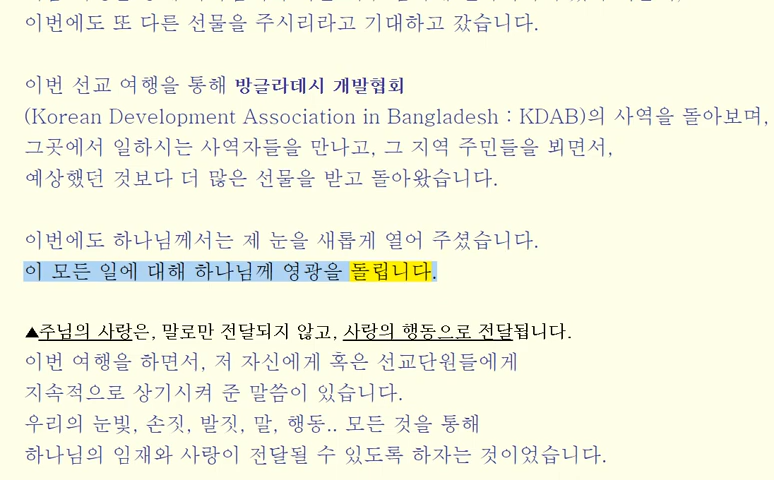 이번에도 또 다른 선물을 주시리라고 기대하고 갔습니다.
이번 선교 여행을 통해 방글라데시 개발협회
(Korean Development Association in Bangladesh : KDAB)의 사역을 돌아보며,
그곳에서 일하시는 사역자들을 만나고, 그 지역 주민들을 뵈면서,
예상했던 것보다 더 많은 선물을 받고 돌아왔습니다.
이번에도 하나님께서는 제 눈을 새롭게 열어 주셨습니다.
이 모든 일에 대해 하나님께 영광을 돌립니다.
▲주님의 사랑은, 말로만 전달되지 않고, 사랑의 행동으로 전달됩니다.
이번 여행을 하면서, 저 자신에게 혹은 선교단원들에게
지속적으로 상기시켜 준 말씀이 있습니다.
우리의 눈빛, 손짓, 발짓, 말, 행동.. 모든 것을 통해
하나님의 임재와 사랑이 전달될 수 있도록 하자는 것이었습니다.